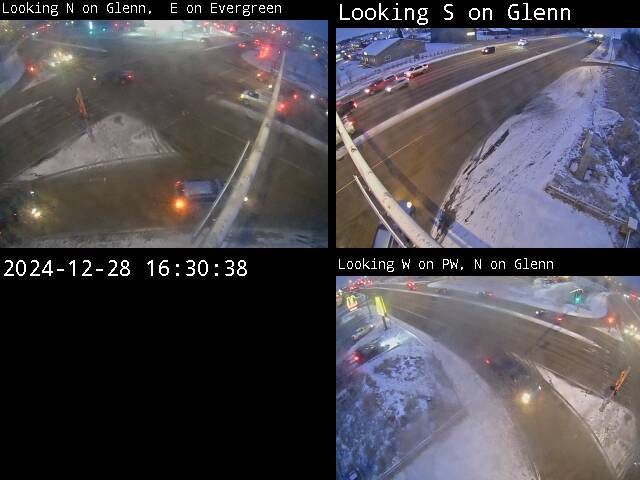 Looking N on Glenn,  E on Evergreen
Looking S on Glenn
2024-12-28 16:30:38
Looking W on PW, N on Glenn